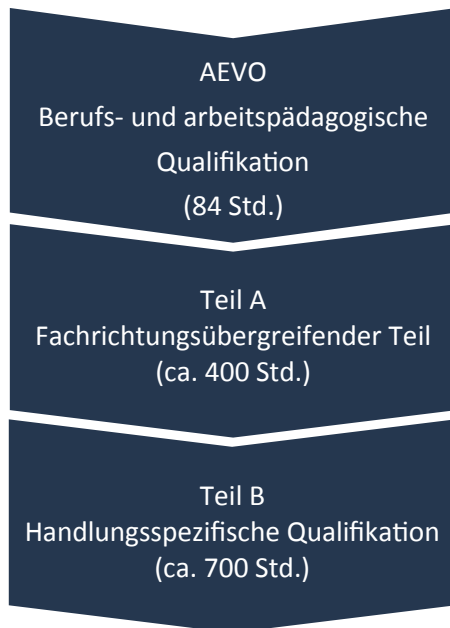 AEVO
Berufs- und arbeitspädagogische
Qualifikation
(84 Std.)
Teil A
Fachrichtungsübergreifender Teil
(ca. 400 Std.)
Teil B
Handlungsspezifische Qualifikation
(ca. 700 Std.)